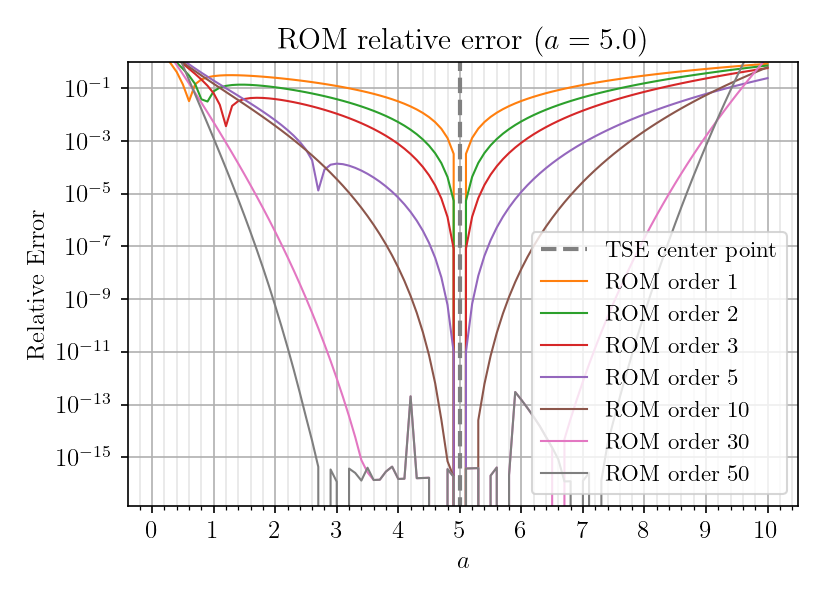 ROM relative error (a = 5.0)
Relative Error
10⁻¹
10⁻³
10⁻⁵
10⁻⁷
10⁻⁹
10⁻¹¹
10⁻¹³
10⁻¹⁵
TSE center point
ROM order 1
ROM order 2
ROM order 3
ROM order 5
ROM order 10
ROM order 30
ROM order 50
0 1 2 3 4 5 6 7 8 9 10
a